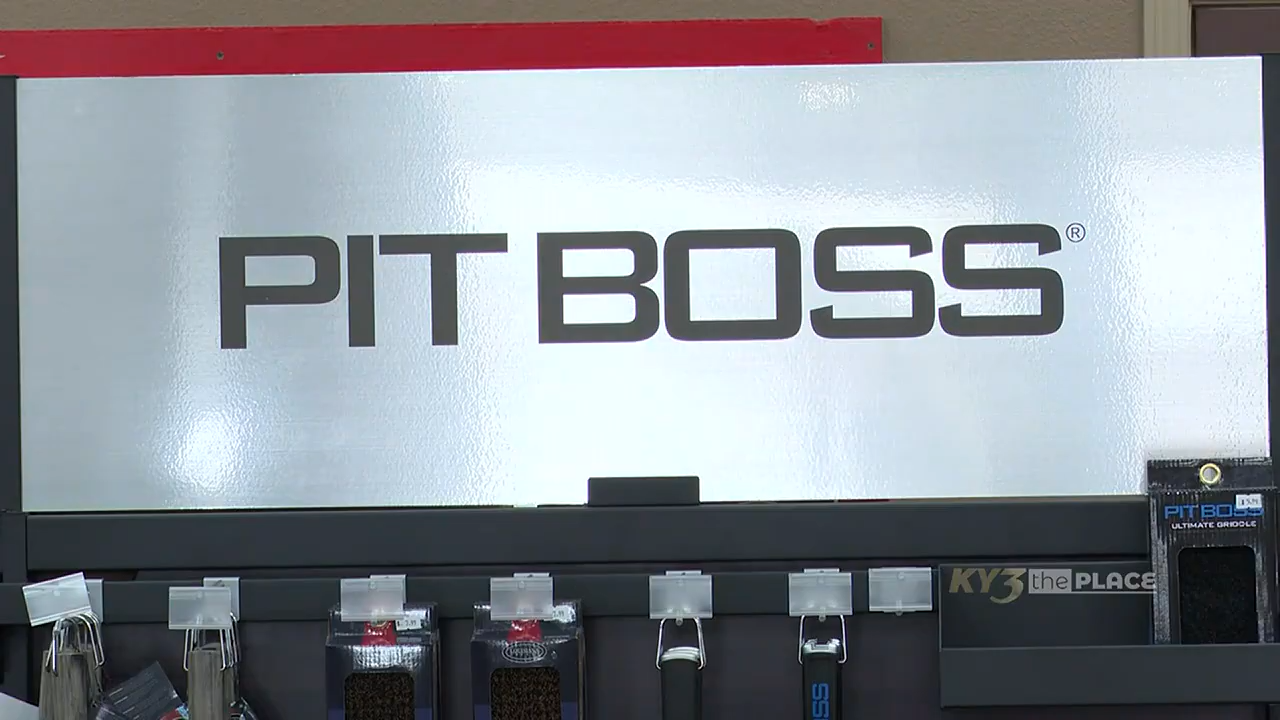 PIT BOSS®
PIT BOSS
ULTIMATE GRIDDLE
KY3 the PLACE